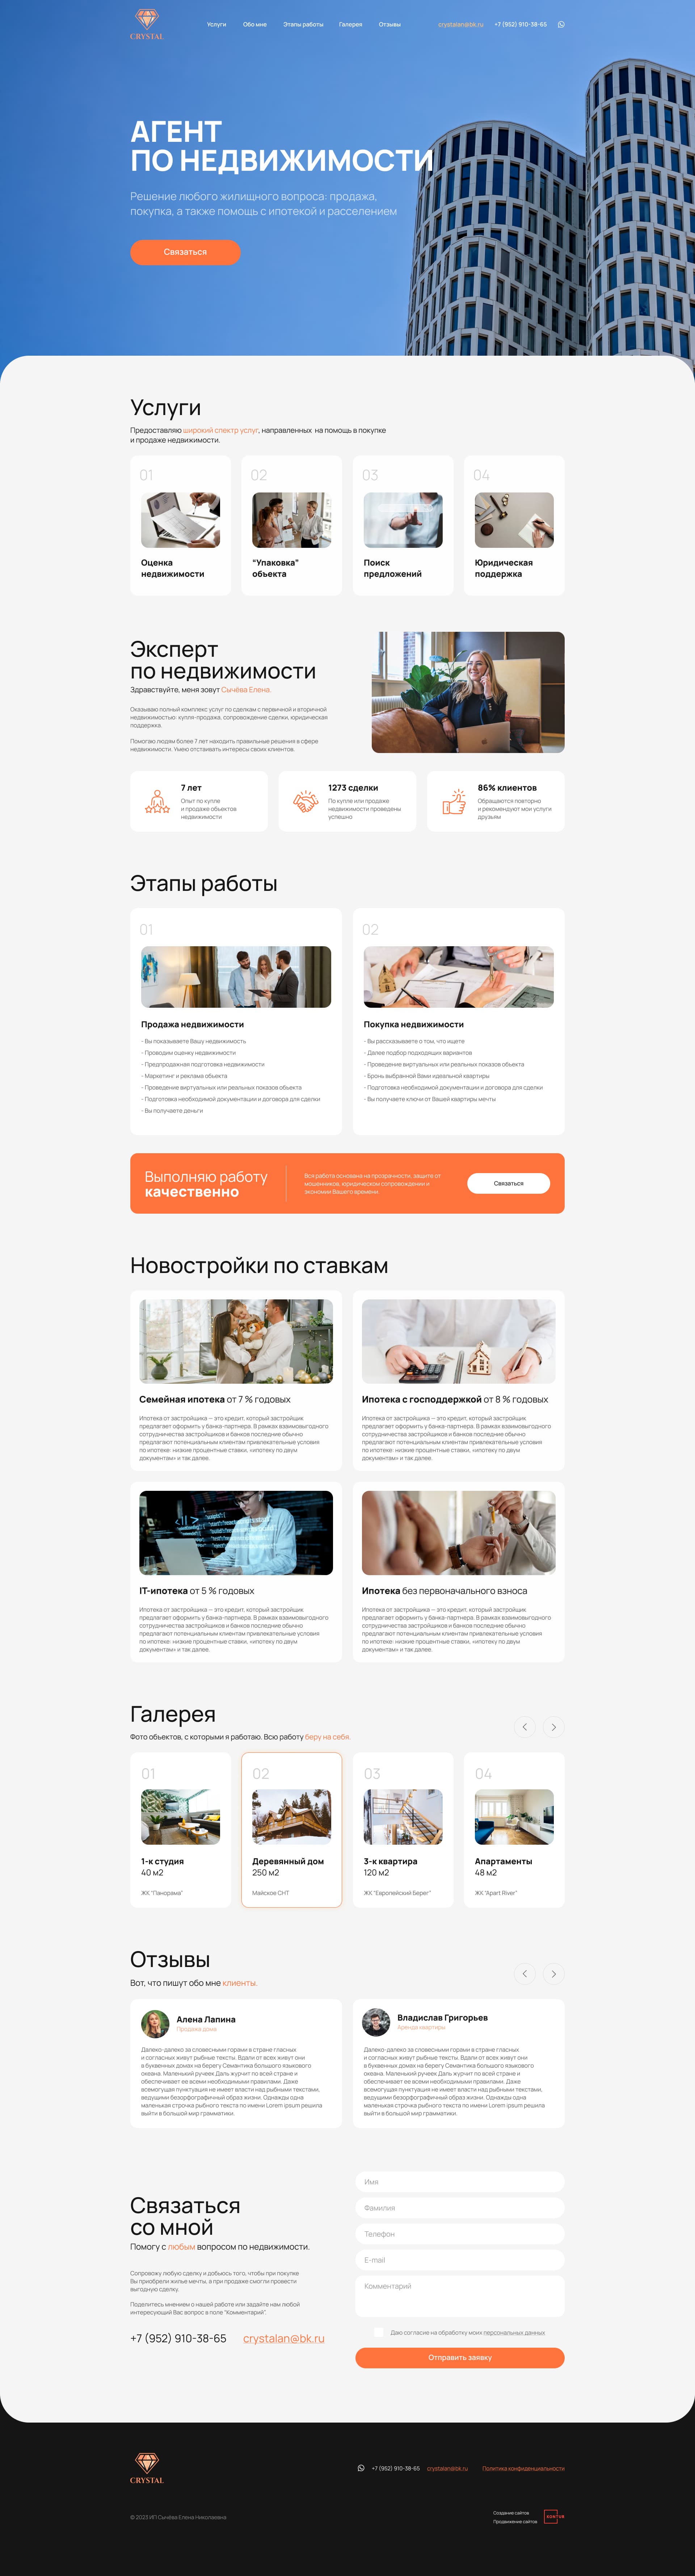 CRYSTAL
Услуги
Обо мне
Этапы работы
Галерея
Отзывы
crystalan@bk.ru
+7 (952) 910-38-65
АГЕНТ
ПО НЕДВИЖИМОСТИ
Решение любого жилищного вопроса: продажа,
покупка, а также помощь с ипотекой и расселением
Связаться
Услуги
Предоставляю широкий спектр услуг, направленных на помощь в покупке
и продаже недвижимости.
01
Оценка
недвижимости
02
“Упаковка”
объекта
03
Поиск
предложений
04
Юридическая
поддержка
Эксперт
по недвижимости
Здравствуйте, меня зовут Сычёва Елена.
Оказываю полный комплекс услуг по сделкам с первичной и вторичной
недвижимостью: купля-продажа, сопровождение сделки, юридическая
поддержка.
Помогаю людям более 7 лет находить правильные решения в сфере
недвижимости. Умею отстаивать интересы своих клиентов.
7 лет
Опыт по купле
и продаже объектов
недвижимости
1273 сделки
По купле или продаже
недвижимости проведены
успешно
86% клиентов
Обращаются повторно
и рекомендуют мои услуги
друзьям
Этапы работы
01
Продажа недвижимости
- Вы показываете Вашу недвижимость
- Проводим оценку недвижимости
- Предпродажная подготовка недвижимости
- Маркетинг и реклама объекта
- Проведение виртуальных или реальных показов объекта
- Подготовка необходимой документации и договора для сделки
- Вы получаете деньги
02
Покупка недвижимости
- Вы рассказываете о том, что ищете
- Далее подбор подходящих вариантов
- Проведение виртуальных или реальных показов объекта
- Бронь выбранной Вами идеальной квартиры
- Подготовка необходимой документации и договора для сделки
- Вы получаете ключи от Вашей квартиры мечты
Выполняю работу
качественно
Вся работа основана на прозрачности, защите от
мошенников, юридическом сопровождении и
экономии Вашего времени.
Связаться
Новостройки по ставкам
Семейная ипотека от 7 % годовых
Ипотека от застройщика — это кредит, который застройщик
предлагает оформить у банка-партнера. В рамках взаимовыгодного
сотрудничества застройщиков и банков последние обычно
предлагают потенциальным клиентам привлекательные условия
по ипотеке: низкие процентные ставки, «ипотеку по двум
документам» и так далее.
Ипотека с господдержкой от 8 % годовых
Ипотека от застройщика — это кредит, который застройщик
предлагает оформить у банка-партнера. В рамках взаимовыгодного
сотрудничества застройщиков и банков последние обычно
предлагают потенциальным клиентам привлекательные условия
по ипотеке: низкие процентные ставки, «ипотеку по двум
документам» и так далее.
IT-ипотека от 5 % годовых
Ипотека от застройщика — это кредит, который застройщик
предлагает оформить у банка-партнера. В рамках взаимовыгодного
сотрудничества застройщиков и банков последние обычно
предлагают потенциальным клиентам привлекательные условия
по ипотеке: низкие процентные ставки, «ипотеку по двум
документам» и так далее.
Ипотека без первоначального взноса
Ипотека от застройщика — это кредит, который застройщик
предлагает оформить у банка-партнера. В рамках взаимовыгодного
сотрудничества застройщиков и банков последние обычно
предлагают потенциальным клиентам привлекательные условия
по ипотеке: низкие процентные ставки, «ипотеку по двум
документам» и так далее.
Галерея
Фото объектов, с которыми я работаю. Всю работу беру на себя.
01
1-к студия
40 м2
ЖК “Панорама”
02
Деревянный дом
250 м2
Майское СНТ
03
3-к квартира
120 м2
ЖК “Европейский Берег”
04
Апартаменты
48 м2
ЖК “Apart River”
Отзывы
Вот, что пишут обо мне клиенты.
Алена Лапина
Продажа дома
Далеко-далеко за словесными горами в стране гласных
и согласных живут рыбные тексты. Вдали от всех живут они
в буквенных домах на берегу Семантика большого языкового
океана. Маленький ручеек Даль журчит по всей стране и
обеспечивает ее всеми необходимыми правилами. Даже
всемогущая пунктуация не имеет власти над рыбными текстами,
ведущими безорфографичный образ жизни. Однажды одна
маленькая строчка рыбного текста по имени Lorem ipsum решила
выйти в большой мир грамматики.
Владислав Григорьев
Аренда квартиры
Далеко-далеко за словесными горами в стране гласных
и согласных живут рыбные тексты. Вдали от всех живут они
в буквенных домах на берегу Семантика большого языкового
океана. Маленький ручеек Даль журчит по всей стране и
обеспечивает ее всеми необходимыми правилами. Даже
всемогущая пунктуация не имеет власти над рыбными текстами,
ведущими безорфографичный образ жизни. Однажды одна
маленькая строчка рыбного текста по имени Lorem ipsum решила
выйти в большой мир грамматики.
Связаться
со мной
Помогу с любым вопросом по недвижимости.
Сопровожу любую сделку и добьюсь того, чтобы при покупке
Вы приобрели жилье мечты, а при продаже смогли провести
выгодную сделку.
Поделитесь мнением о нашей работе или задайте нам любой
интересующий Вас вопрос в поле “Комментарий”.
+7 (952) 910-38-65
crystalan@bk.ru
Имя
Фамилия
Телефон
E-mail
Комментарий
Даю согласие на обработку моих персональных данных
Отправить заявку
CRYSTAL
+7 (952) 910-38-65
crystalan@bk.ru
Политика конфиденциальности
© 2023 ИП Сычёва Елена Николаевна
Создание сайтов
Продвижение сайтов